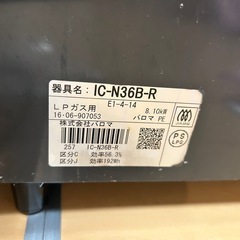 器具名: IC-N36B-R
E1-4-14
LPガス用 8.10kW
16·06-907053 パロマ PE
株式会社パロマ
PS
LPG
257 IC-N36B-R
区分C 効率56.3%
区分J 効率192Wh